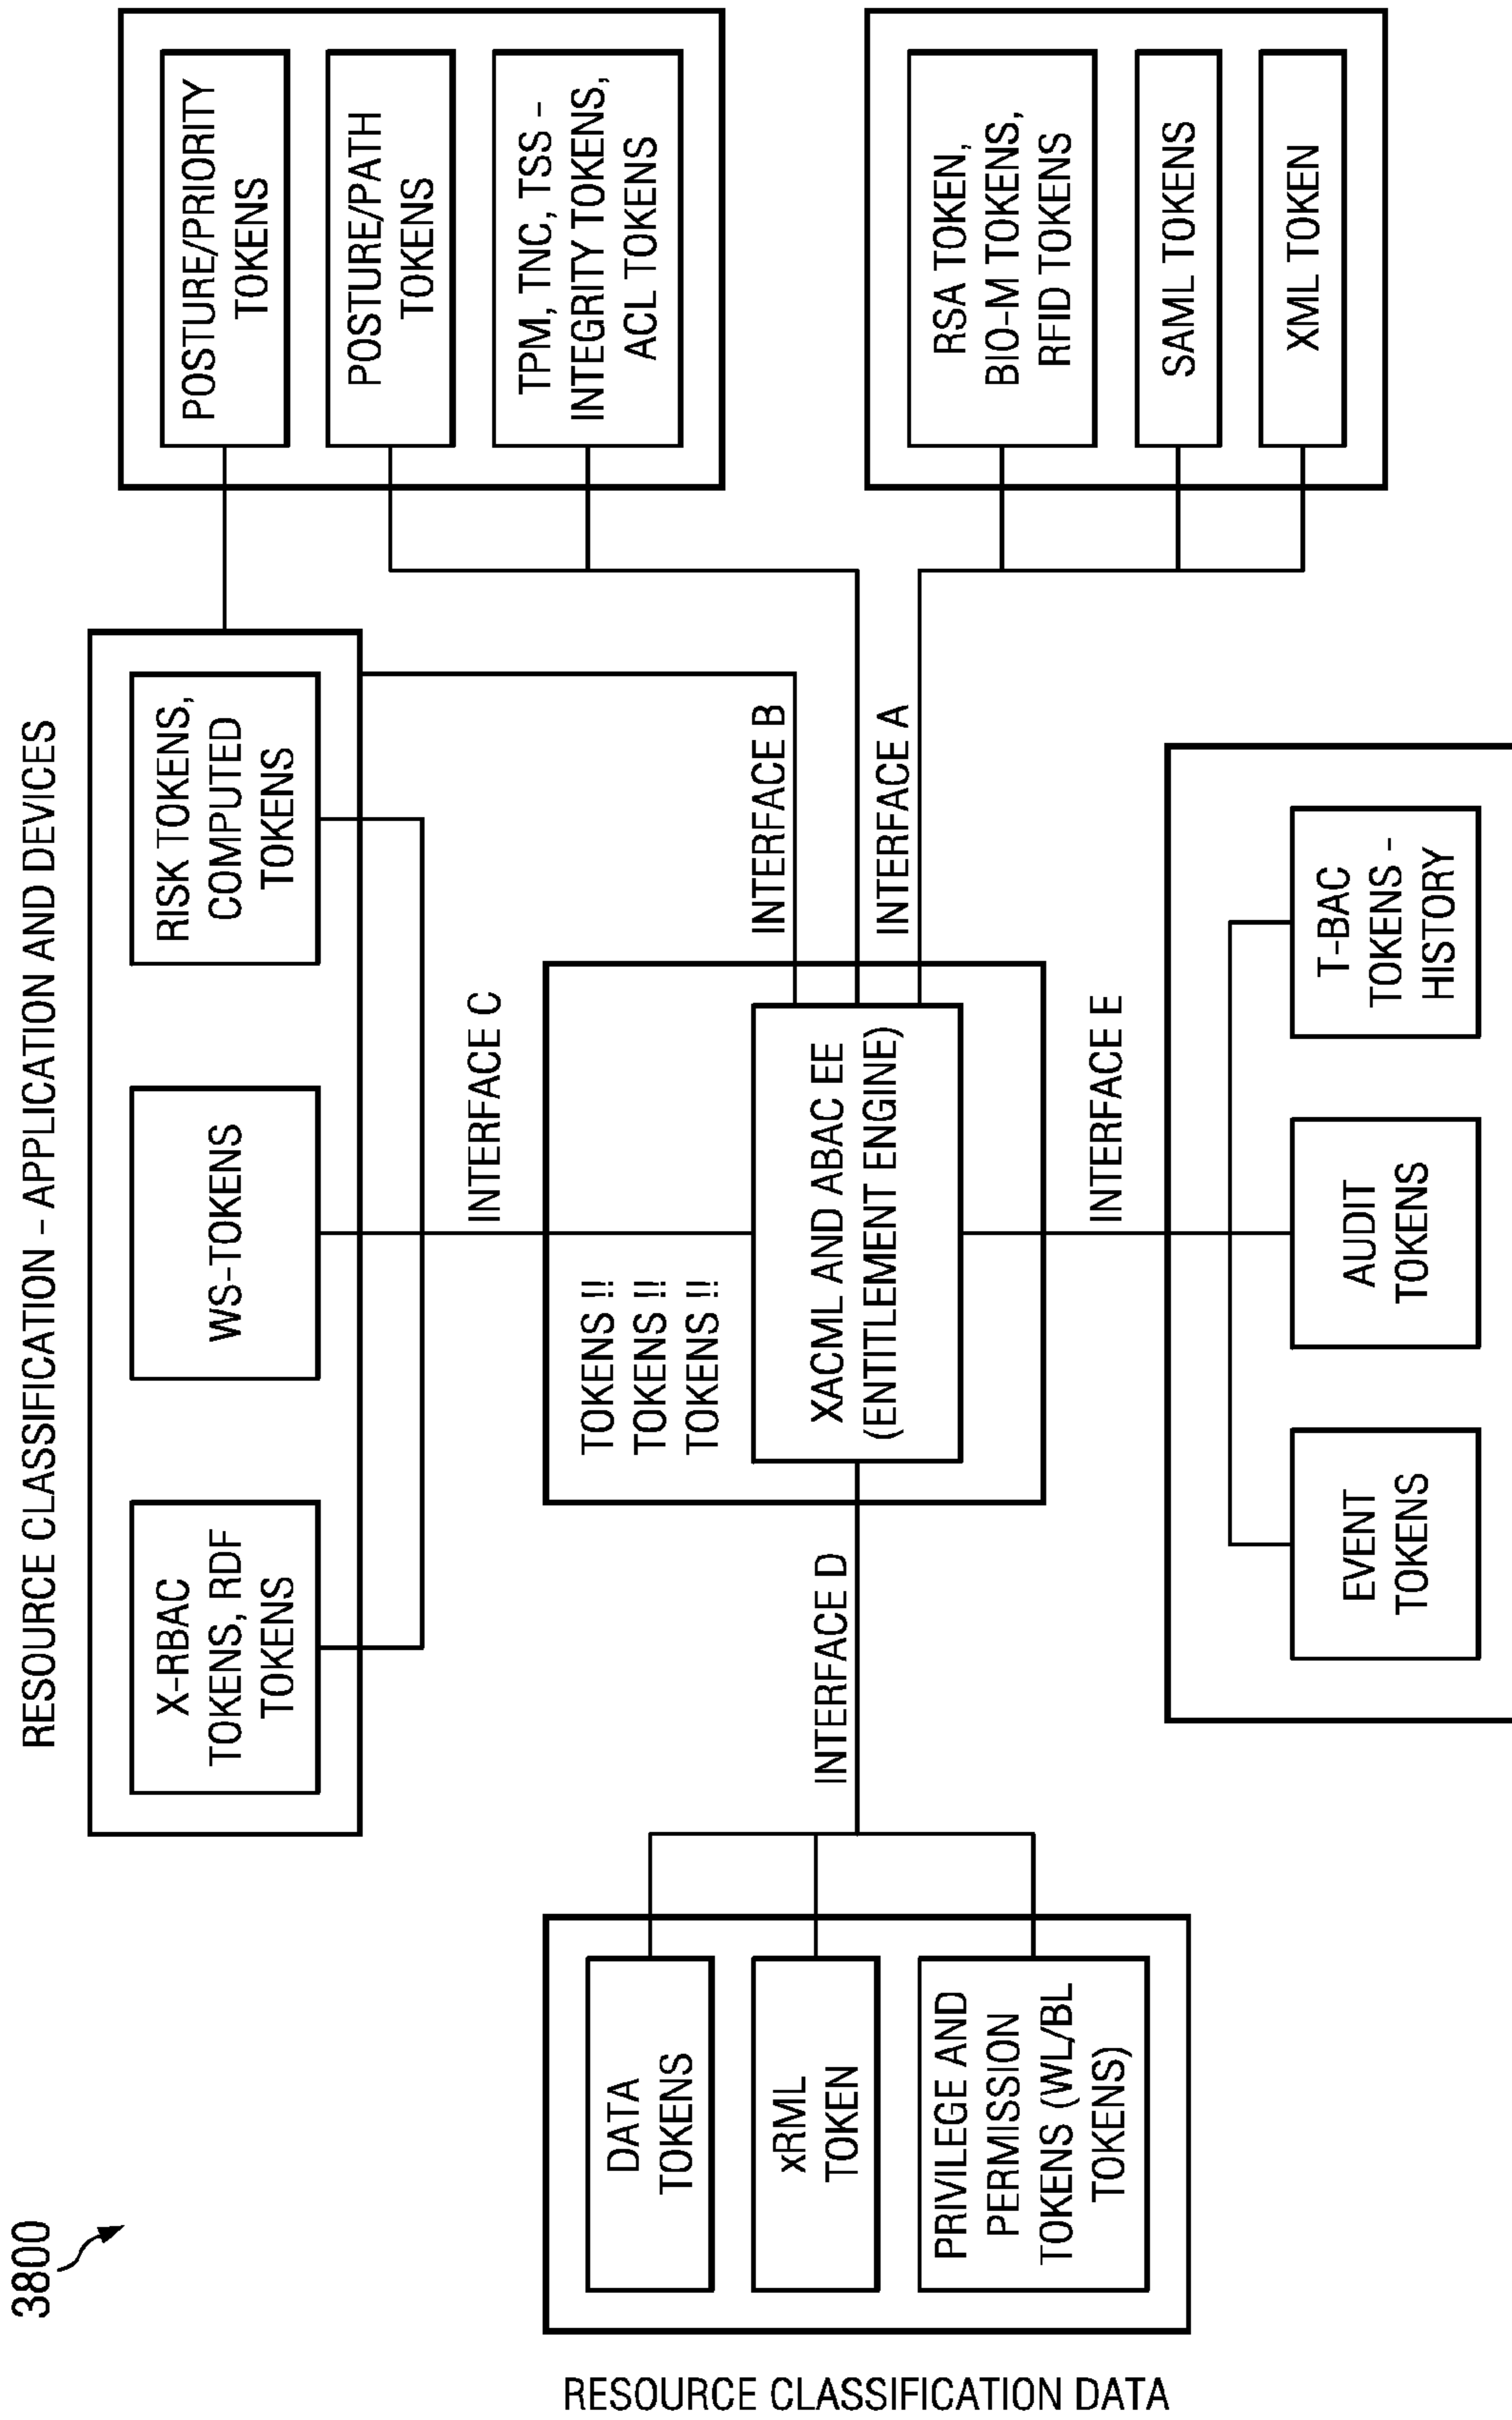 3800
RESOURCE CLASSIFICATION - APPLICATION AND DEVICES
X-RBAC
TOKENS, RDF
TOKENS
WS-TOKENS
RISK TOKENS,
COMPUTED
TOKENS
POSTURE/PRIORITY
TOKENS
POSTURE/PATH
TOKENS
TPM, TNC, TSS -
INTEGRITY TOKENS,
ACL TOKENS
INTERFACE C
INTERFACE B
INTERFACE A
TOKENS !!
TOKENS !!
TOKENS !!
XACML AND ABAC EE
(ENTITLEMENT ENGINE)
INTERFACE D
DATA
TOKENS
xRML
TOKEN
PRIVILEGE AND
PERMISSION
TOKENS (WL/BL
TOKENS)
RESOURCE CLASSIFICATION DATA
RSA TOKEN,
BIO-M TOKENS,
RFID TOKENS
SAML TOKENS
XML TOKEN
INTERFACE E
EVENT
TOKENS
AUDIT
TOKENS
T-BAC
TOKENS -
HISTORY